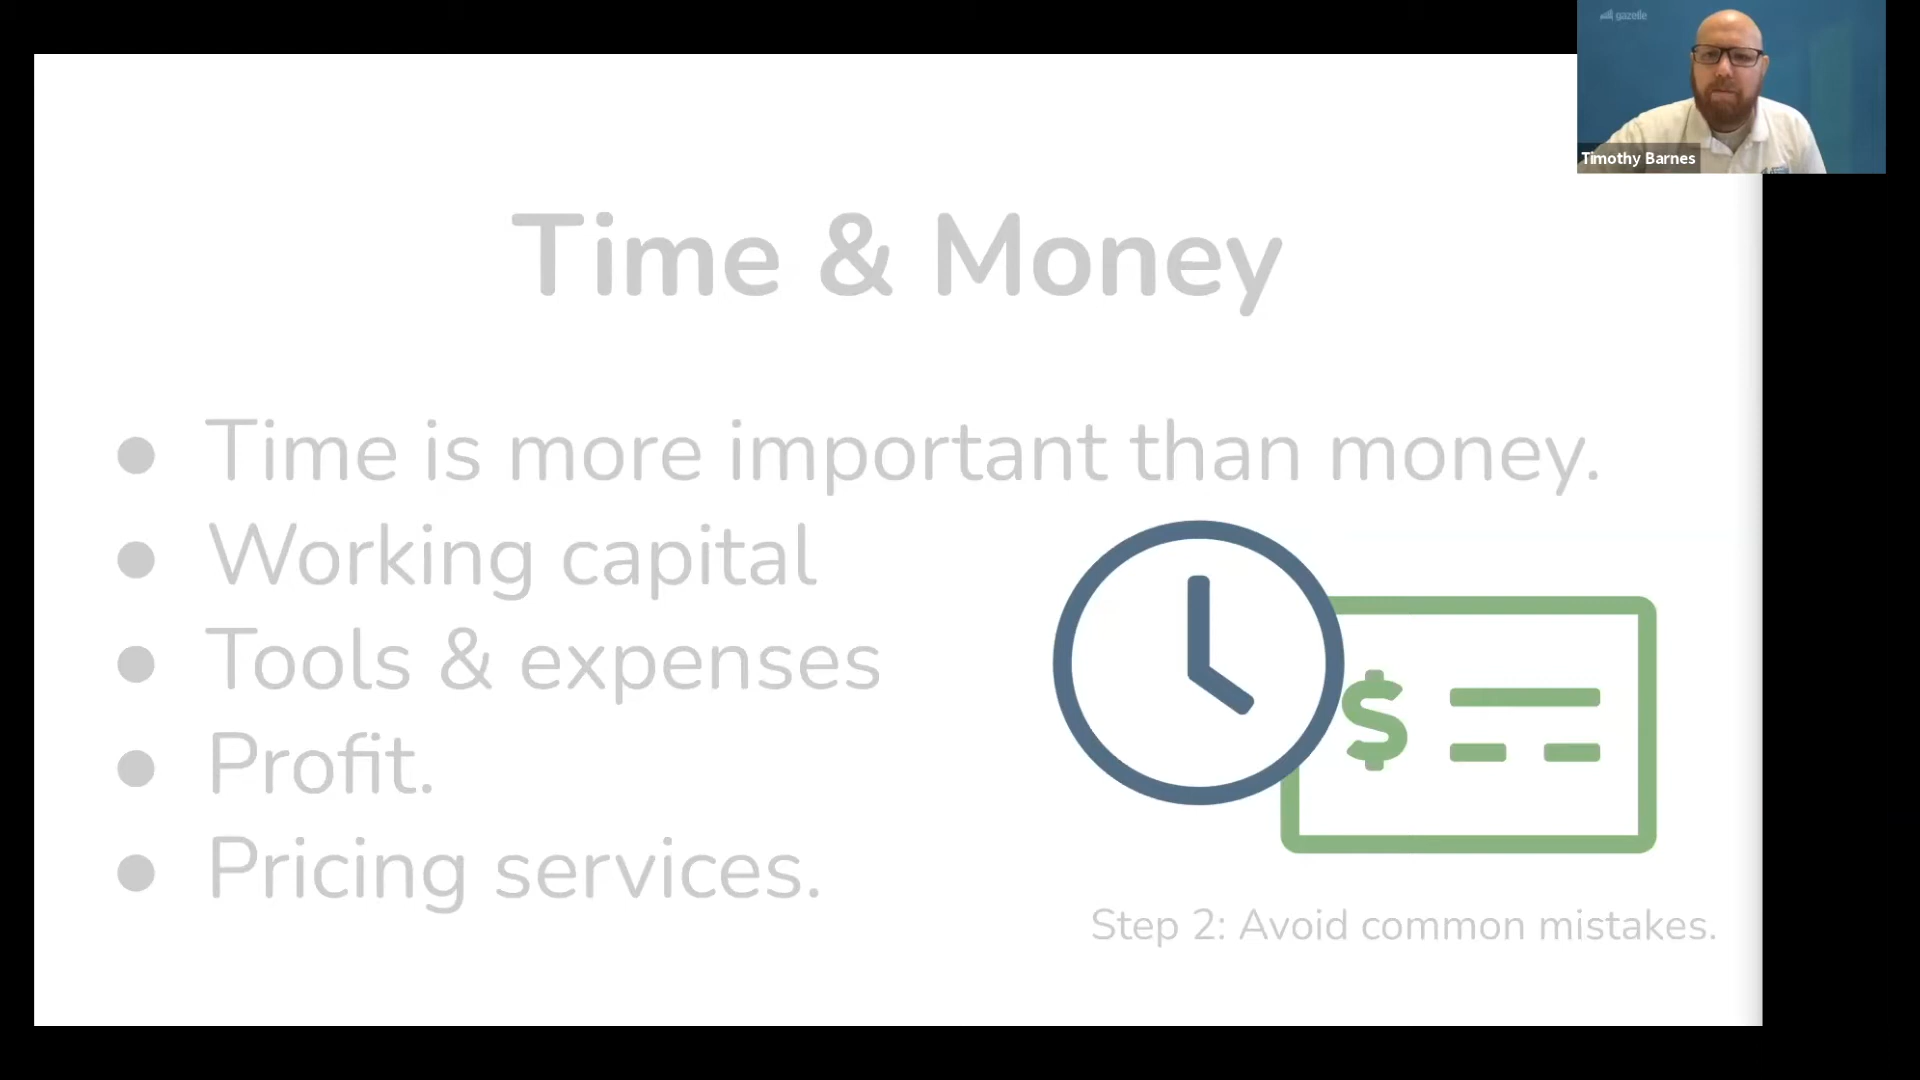 gazelle
Timothy Barnes
Time & Money
● Time is more important than money.
● Working capital
● Tools & expenses
● Profit.
● Pricing services.
$
Step 2: Avoid common mistakes.